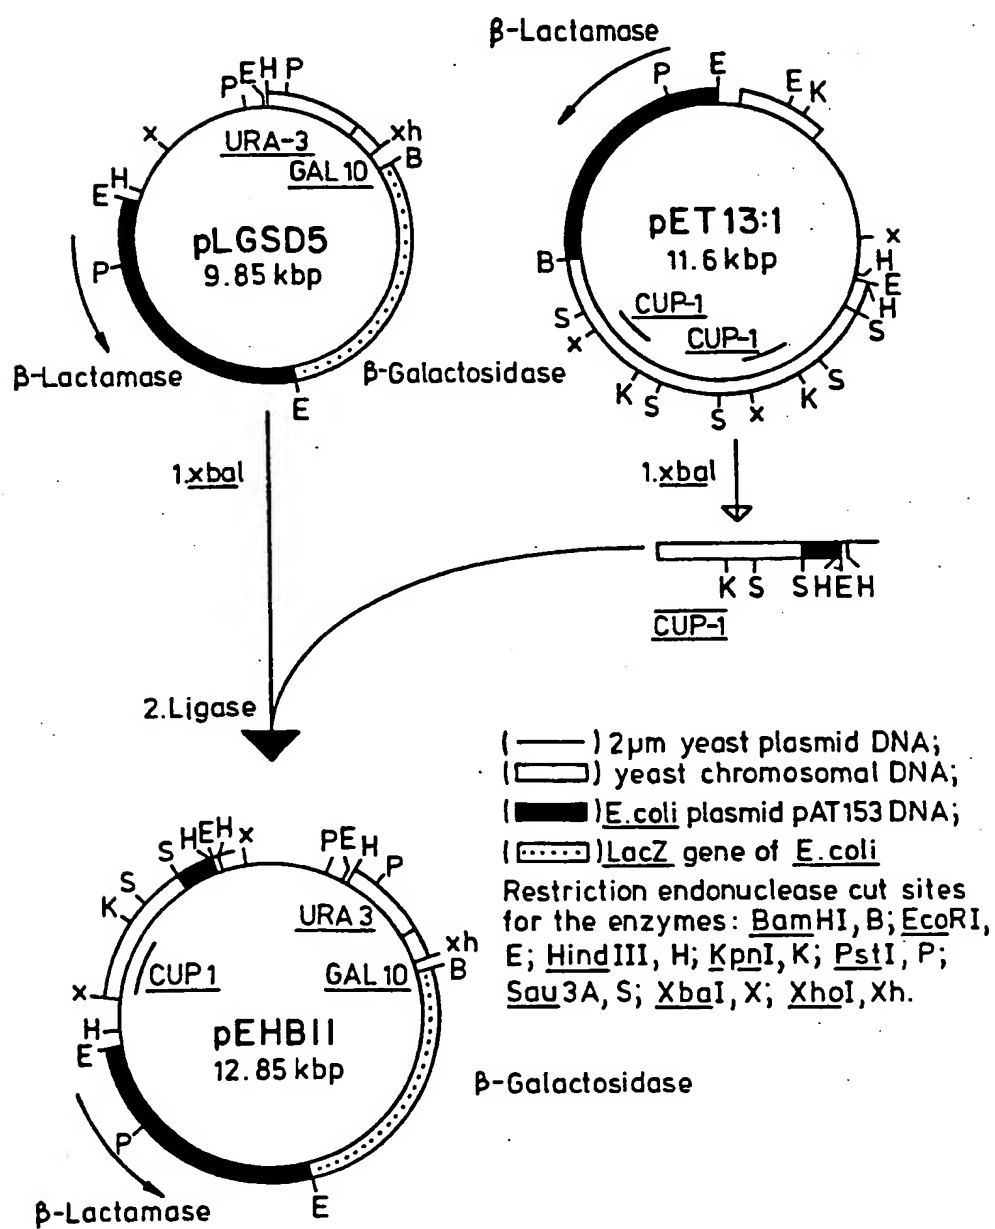 β-Lactamase
P E H P
x
xh
B
URA-3
GAL 10
H
E
pLGSD5
9.85 kbp
P
β-Lactamase
β-Galactosidase
E
P E
E K
pET13:1
11.6 kbp
x
H
E
H
S
B
CUP-1
CUP-1
S
x
K S S x K S
1.xbaI
1.xbaI
K S S H E H
CUP-1
2.Ligase
(——) 2μm yeast plasmid DNA;
( ) yeast chromosomal DNA;
( ) E.coli plasmid pAT153 DNA;
( ) LacZ gene of E.coli
Restriction endonuclease cut sites
for the enzymes: BamHI, B; EcoRI,
E; HindIII, H; KpnI, K; PstI, P;
Sau3A, S; XbaI, X; XhoI, Xh.
K S S H E H x
P E H P
URA 3
xh
B
GAL 10
CUP 1
x
H
E
pEHB11
12.85 kbp
β-Galactosidase
P
β-Lactamase
E